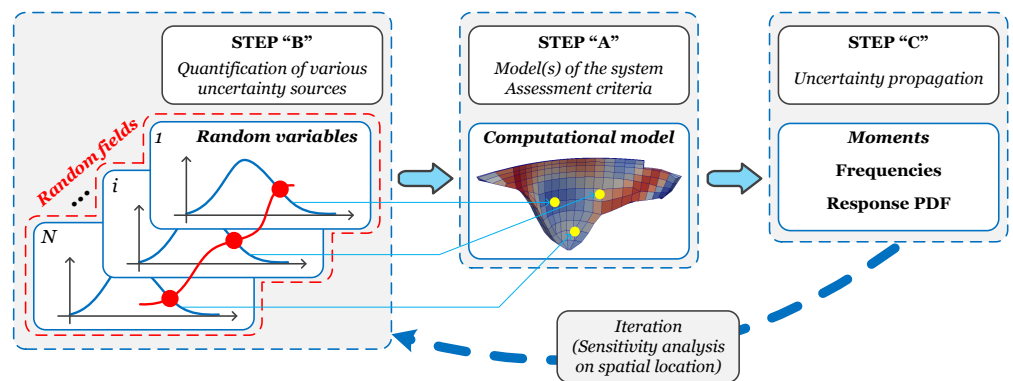 STEP “B”
Quantification of various
uncertainty sources
Random fields
1
Random variables
i
N
STEP “A”
Model(s) of the system
Assessment criteria
Computational model
STEP “C”
Uncertainty propagation
Moments
Frequencies
Response PDF
Iteration
(Sensitivity analysis
on spatial location)